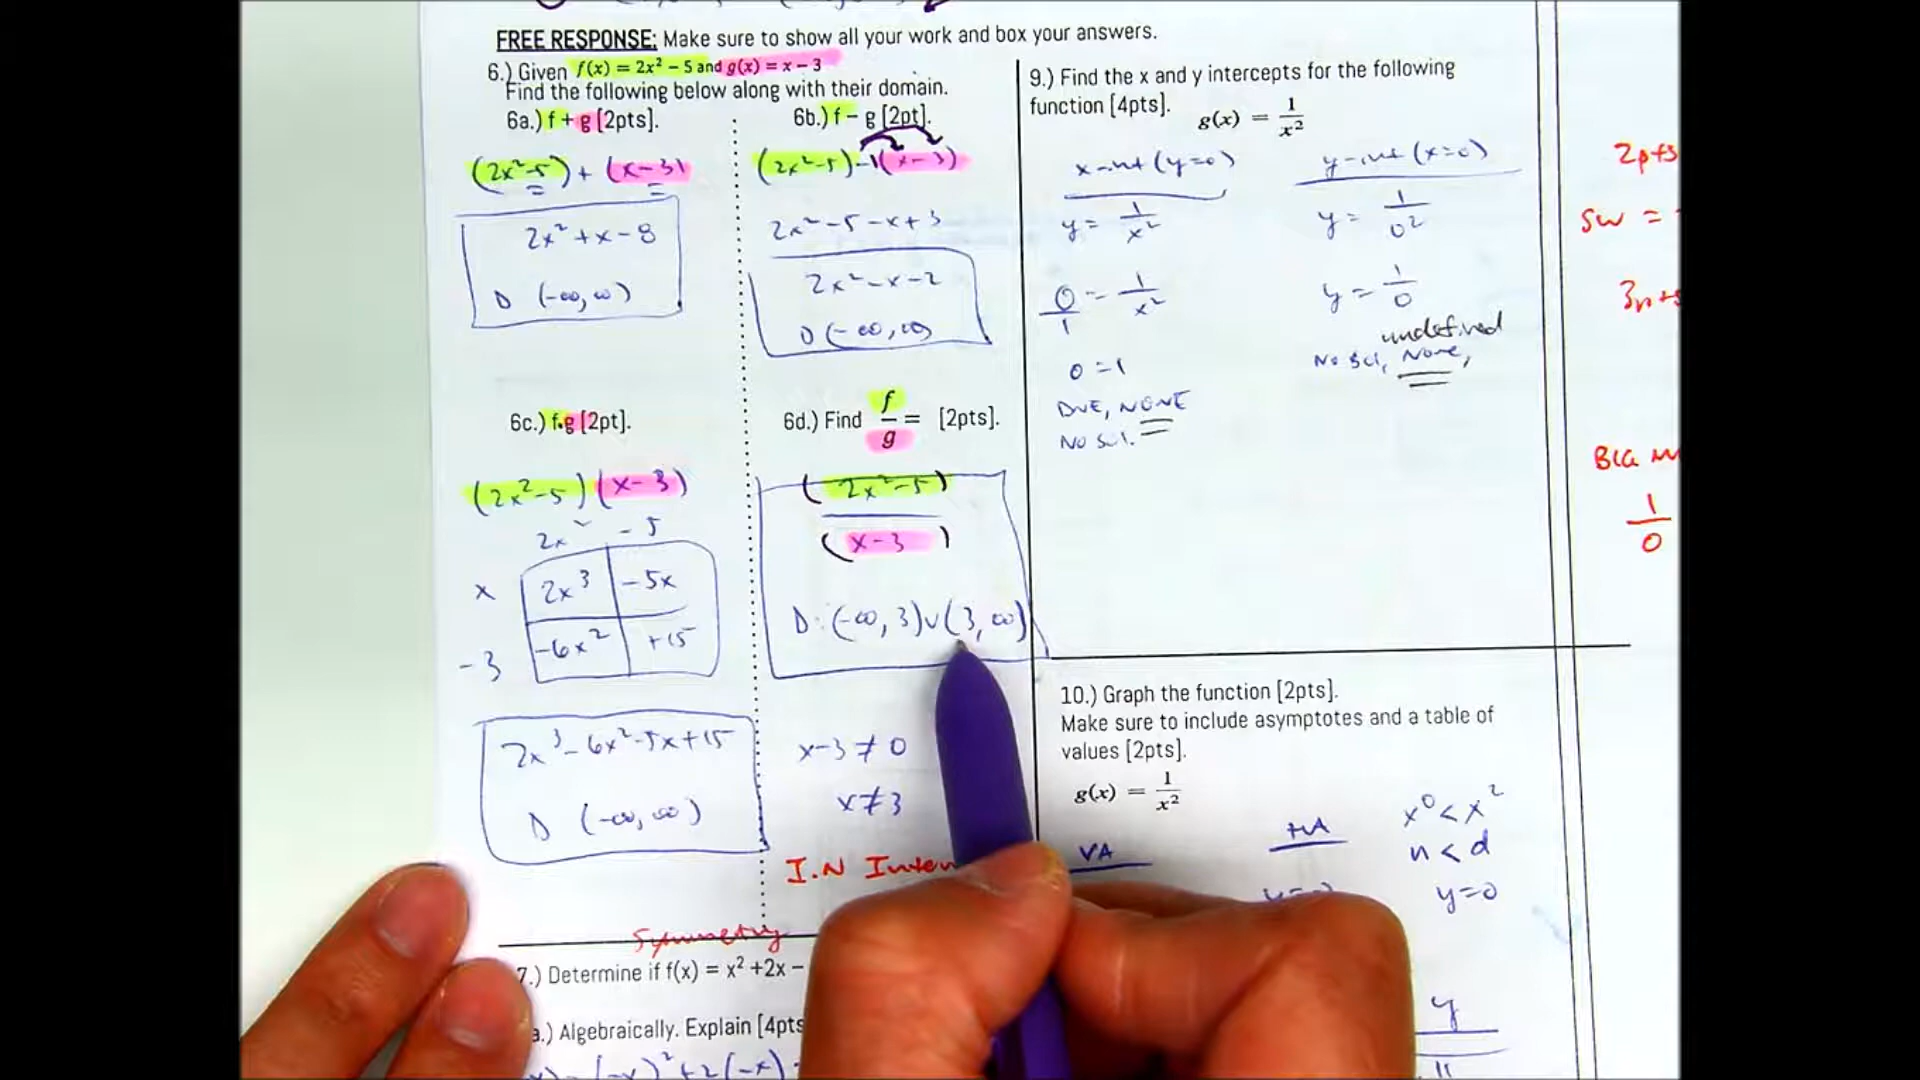 FREE RESPONSE: Make sure to show all your work and box your answers.
6.) Given f(x) = 2x² − 5 and g(x) = x − 3
Find the following below along with their domain.
6a.) f + g [2pts].
(2x²-5) + (x-3)
2x² + x - 8
D (-∞, ∞)
6b.) f − g [2pt].
(2x²-5) -1(x-3)
2x² - 5 - x + 3
2x² - x - 2
D (-∞, ∞)
6c.) f•g [2pt].
(2x²-5)(x-3)
2x² - 5
x 2x³ -5x
-3 -6x² +15
2x³ - 6x² - 5x + 15
D (-∞, ∞)
6d.) Find f/g = [2pts].
(2x²-5)
(x-3)
D: (-∞, 3)∪(3, ∞)
x-3 ≠ 0
x ≠ 3
I.N
Symmetry
7.) Determine if f(x) = x² +2x −
a.) Algebraically. Explain [4pts
(-x)² + 2(-x)
9.) Find the x and y intercepts for the following
function [4pts]. g(x) = 1/x²
x-int (y=0)
y = 1/x²
0/1 = 1/x²
0 = 1
DNE, NONE
No Sol.
y-int (x=0)
y = 1/0²
y = 1/0
undefined
No Sol, None,
10.) Graph the function [2pts].
Make sure to include asymptotes and a table of
values [2pts].
g(x) = 1/x²
VA
HA
x⁰ < x²
n < d
y=0
y
2pts
SW =
BIG
1/0